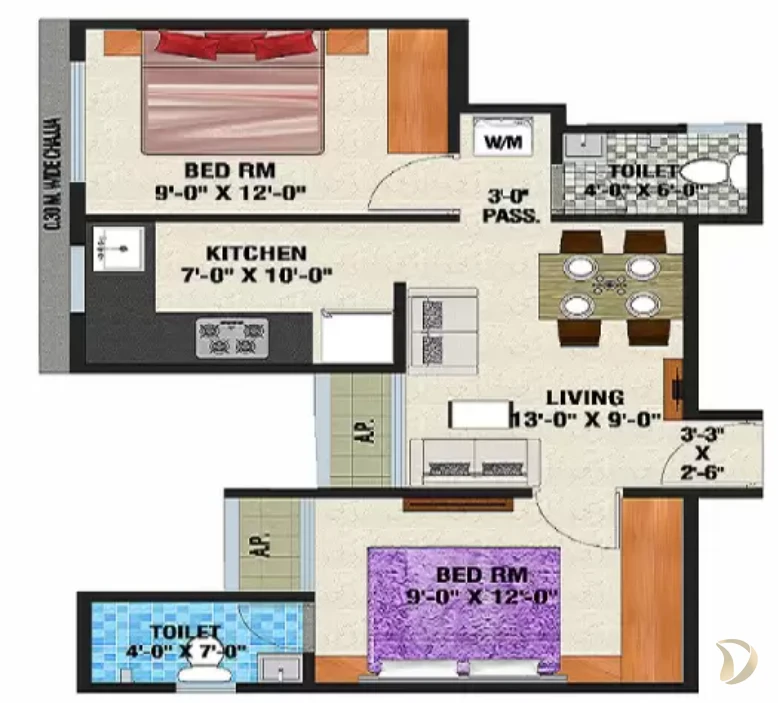 0.30 M. WIDE CHAJJA
BED RM
9'-0" X 12'-0"
W/M
TOILET
4'-0" X 6'-0"
3'-0"
PASS.
KITCHEN
7'-0" X 10'-0"
LIVING
13'-0" X 9'-0"
A.P.
3'-3"
X
2'-6"
A.P.
BED RM
9'-0" X 12'-0"
TOILET
4'-0" X 7'-0"